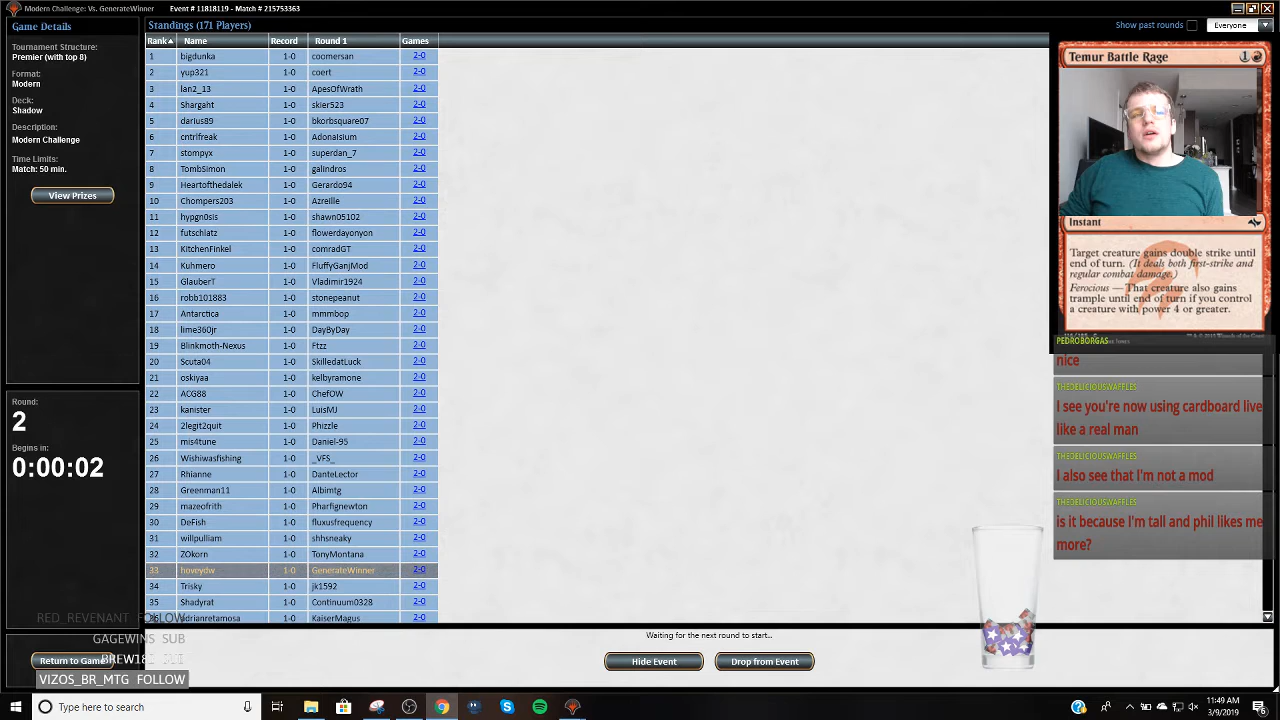 Modern Challenge: Vs. GenerateWinner Event # 11818119 - Match # 215753363
Game Details
Tournament Structure:
Premier (with top 8)
Format:
Modern
Deck:
Shadow
Description:
Modern Challenge
Time Limits:
Match: 50 min.
View Prizes
Round:
2
Begins in:
0:00:02
Return to Game
RED_REVENANT FOLLOW
GAGEWINS SUB
VIZOS_BR_MTG FOLLOW
Standings (171 Players)
Show past rounds Everyone
Rank Name Record Round 1 Games
1 bigdunka 1-0 coomersan 2-0
2 yup321 1-0 coert 2-0
3 lan2_13 1-0 ApesOfWrath 2-0
4 Shargaht 1-0 skier523 2-0
5 darius89 1-0 bkorbsquare07 2-0
6 cntrlfreak 1-0 Adonaisium 2-0
7 stompyx 1-0 superdan_7 2-0
8 TombSimon 1-0 galindros 2-0
9 Heartofthedalek 1-0 Gerardo94 2-0
10 Chompers203 1-0 Azreille 2-0
11 hypgn0sis 1-0 shawn05102 2-0
12 futschlatz 1-0 flowerdayonyon 2-0
13 KitchenFinkel 1-0 comradGT 2-0
14 Kuhmero 1-0 FluffyGanjMod 2-0
15 GlauberT 1-0 Vladimir1924 2-0
16 robb101883 1-0 stonepeanut 2-0
17 Antarctica 1-0 mmmbop 2-0
18 lime360jr 1-0 DayByDay 2-0
19 Blinkmoth-Nexus 1-0 Ftzz 2-0
20 Scuta04 1-0 SkilledatLuck 2-0
21 oskiyaa 1-0 kelbyramone 2-0
22 ACG88 1-0 ChefOW 2-0
23 kanister 1-0 LuisMJ 2-0
24 2legit2quit 1-0 Phizzle 2-0
25 mis4tune 1-0 Daniel-95 2-0
26 Wishiwasfishing 1-0 _VFS_ 2-0
27 Rhianne 1-0 DanteLector 2-0
28 Greenman11 1-0 Albimtg 2-0
29 mazeofrith 1-0 Pharfignewton 2-0
30 DeFish 1-0 fluxusfrequency 2-0
31 willpulliam 1-0 shhsneaky 2-0
32 ZOkorn 1-0 TonyMontana 2-0
33 hoveydw 1-0 GenerateWinner 2-0
34 Trisky 1-0 jk1592 2-0
35 Shadyrat 1-0 Continuum0328 2-0
adrianretamosa 1-0 KaiserMagus 2-0
Waiting for the next round to start...
Hide Event Drop from Event
Temur Battle Rage 1
Instant
Target creature gains double strike until
end of turn. (It deals both first-strike and
regular combat damage.)
Ferocious — That creature also gains
trample until end of turn if you control
a creature with power 4 or greater.
PEDROBORGAS
nice
THEDELICIOUSWAFFLES
I see you're now using cardboard live
like a real man
THEDELICIOUSWAFFLES
I also see that I'm not a mod
THEDELICIOUSWAFFLES
is it because I'm tall and phil likes me
more?
Type here to search
11:49 AM
3/9/2019
6